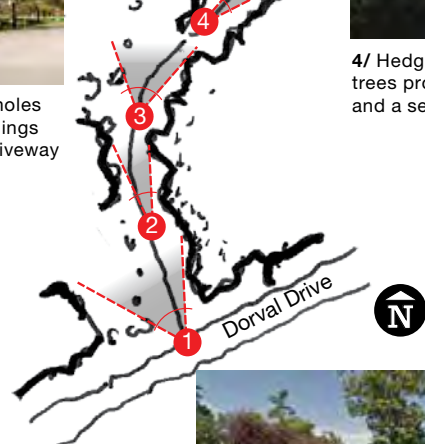 4
4/ Hedg
trees pro
and a se
3
holes
ings
iveway
2
1
Dorval Drive
N